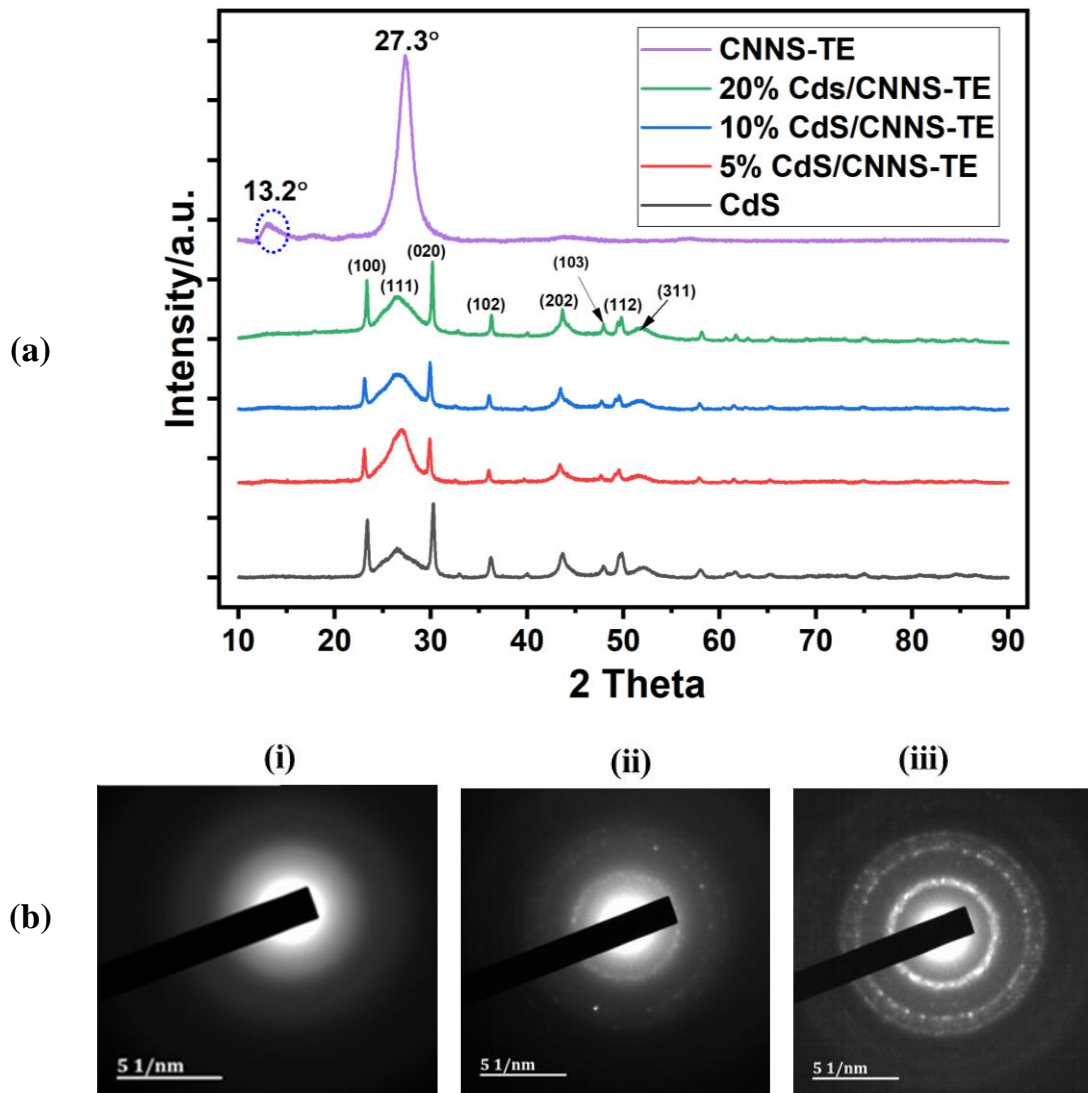 27.3°
13.2°
CNNS-TE
20% Cds/CNNS-TE
10% CdS/CNNS-TE
5% CdS/CNNS-TE
CdS
(100)
(111)
(020)
(102)
(202)
(103)
(112)
(311)
(a)
Intensity/a.u.
10 20 30 40 50 60 70 80 90
2 Theta
(i) (ii) (iii)
(b)
5 1/nm 5 1/nm 5 1/nm